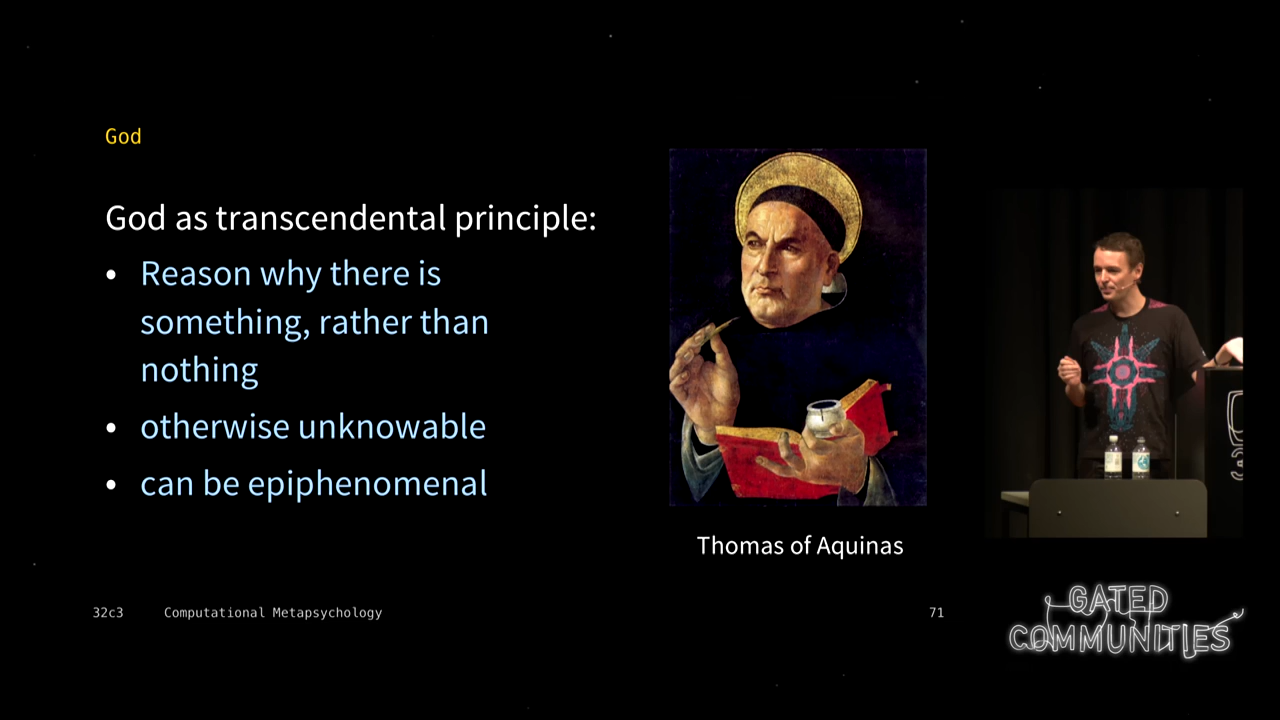 God
God as transcendental principle:
• Reason why there is
something, rather than
nothing
• otherwise unknowable
• can be epiphenomenal
Thomas of Aquinas
32c3 Computational Metapsychology 71
GATED
COMMUNITIES